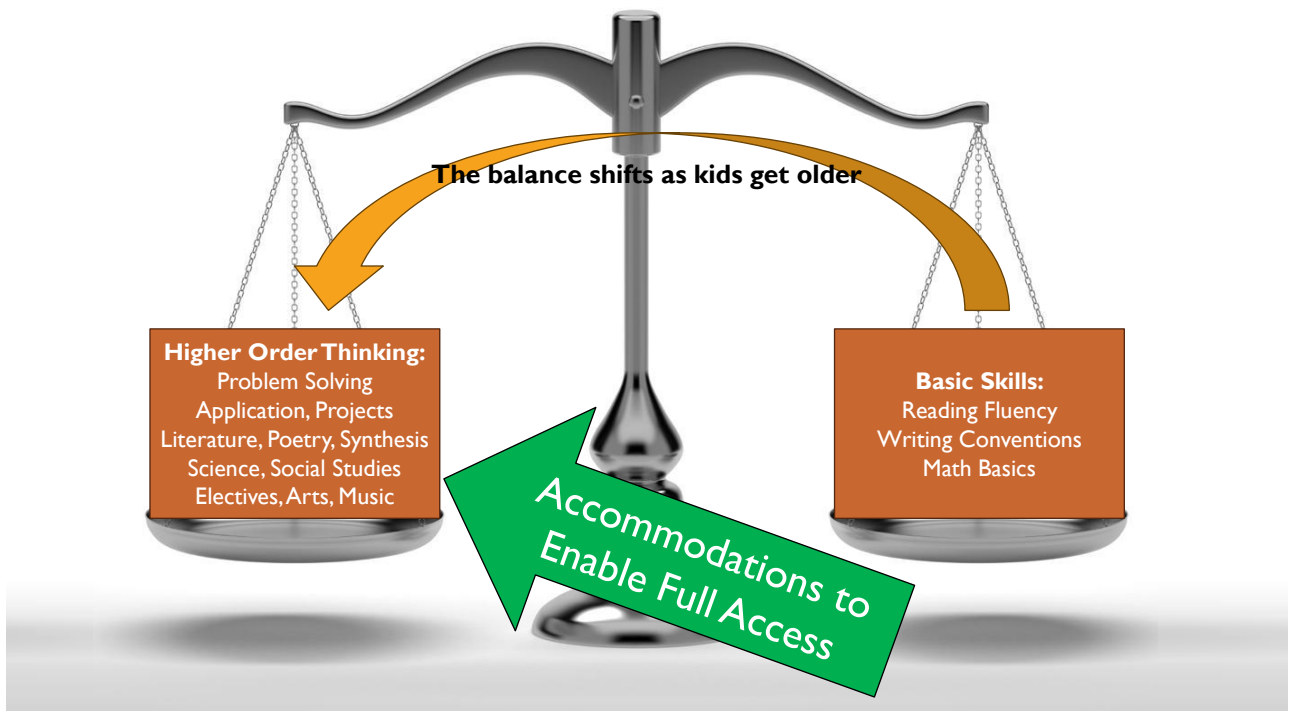 The balance shifts as kids get older
Higher Order Thinking:
Problem Solving
Application, Projects
Literature, Poetry, Synthesis
Science, Social Studies
Electives, Arts, Music
Basic Skills:
Reading Fluency
Writing Conventions
Math Basics
Accommodations to
Enable Full Access